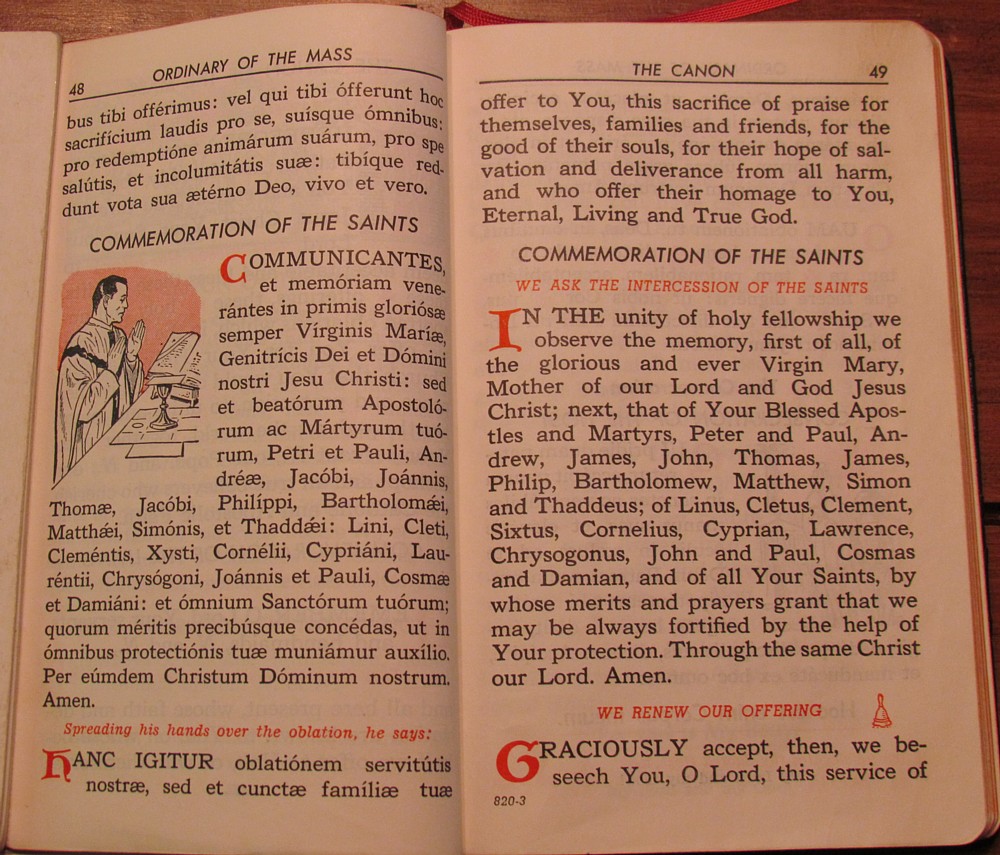 48 ORDINARY OF THE MASS
bus tibi offérimus: vel qui tibi ófferunt hoc
sacrifícium laudis pro se, suísque ómnibus:
pro redemptióne animárum suárum, pro spe
salútis, et incolumitátis suæ: tibíque red-
dunt vota sua ætérno Deo, vivo et vero.
COMMEMORATION OF THE SAINTS
COMMUNICANTES,
et memóriam vene-
rántes in primis gloriósæ
semper Vírginis Maríæ,
Genitrícis Dei et Dómini
nostri Jesu Christi: sed
et beatórum Apostoló-
rum ac Mártyrum tuó-
rum, Petri et Pauli, An-
dréæ, Jacóbi, Joánnis,
Thomæ, Jacóbi, Philíppi, Bartholomǽi,
Matthǽi, Simónis, et Thaddǽi: Lini, Cleti,
Cleméntis, Xysti, Cornélii, Cypriáni, Lau-
réntii, Chrysógoni, Joánnis et Pauli, Cosmæ
et Damiáni: et ómnium Sanctórum tuórum;
quorum méritis precibúsque concédas, ut in
ómnibus protectiónis tuæ muniámur auxílio.
Per eúmdem Christum Dóminum nostrum.
Amen.
Spreading his hands over the oblation, he says:
HANC IGITUR oblatiónem servitútis
nostræ, sed et cunctæ famíliæ tuæ
THE CANON 49
offer to You, this sacrifice of praise for
themselves, families and friends, for the
good of their souls, for their hope of sal-
vation and deliverance from all harm,
and who offer their homage to You,
Eternal, Living and True God.
COMMEMORATION OF THE SAINTS
WE ASK THE INTERCESSION OF THE SAINTS
IN THE unity of holy fellowship we
observe the memory, first of all, of
the glorious and ever Virgin Mary,
Mother of our Lord and God Jesus
Christ; next, that of Your Blessed Apos-
tles and Martyrs, Peter and Paul, An-
drew, James, John, Thomas, James,
Philip, Bartholomew, Matthew, Simon
and Thaddeus; of Linus, Cletus, Clement,
Sixtus, Cornelius, Cyprian, Lawrence,
Chrysogonus, John and Paul, Cosmas
and Damian, and of all Your Saints, by
whose merits and prayers grant that we
may be always fortified by the help of
Your protection. Through the same Christ
our Lord. Amen.
WE RENEW OUR OFFERING
GRACIOUSLY accept, then, we be-
seech You, O Lord, this service of
820-3